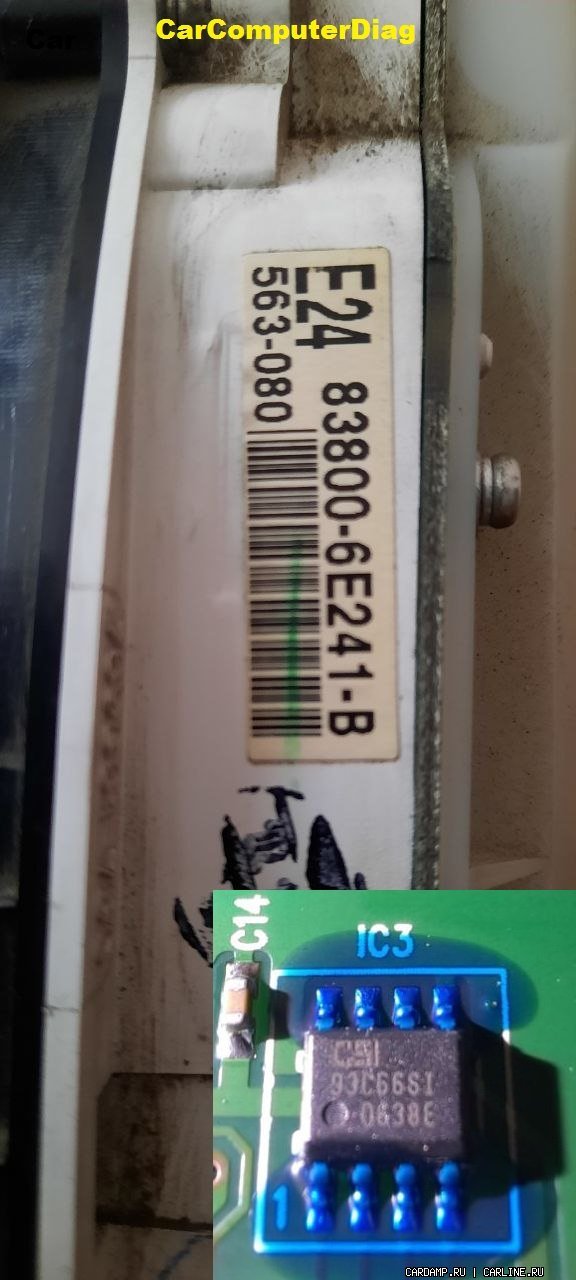 CarComputerDiag
E24 83800-6E241-B
563-080
C14
IC3
CSI
93C66SI
0638E
1
CARDAMP.RU | CARLINE.RU